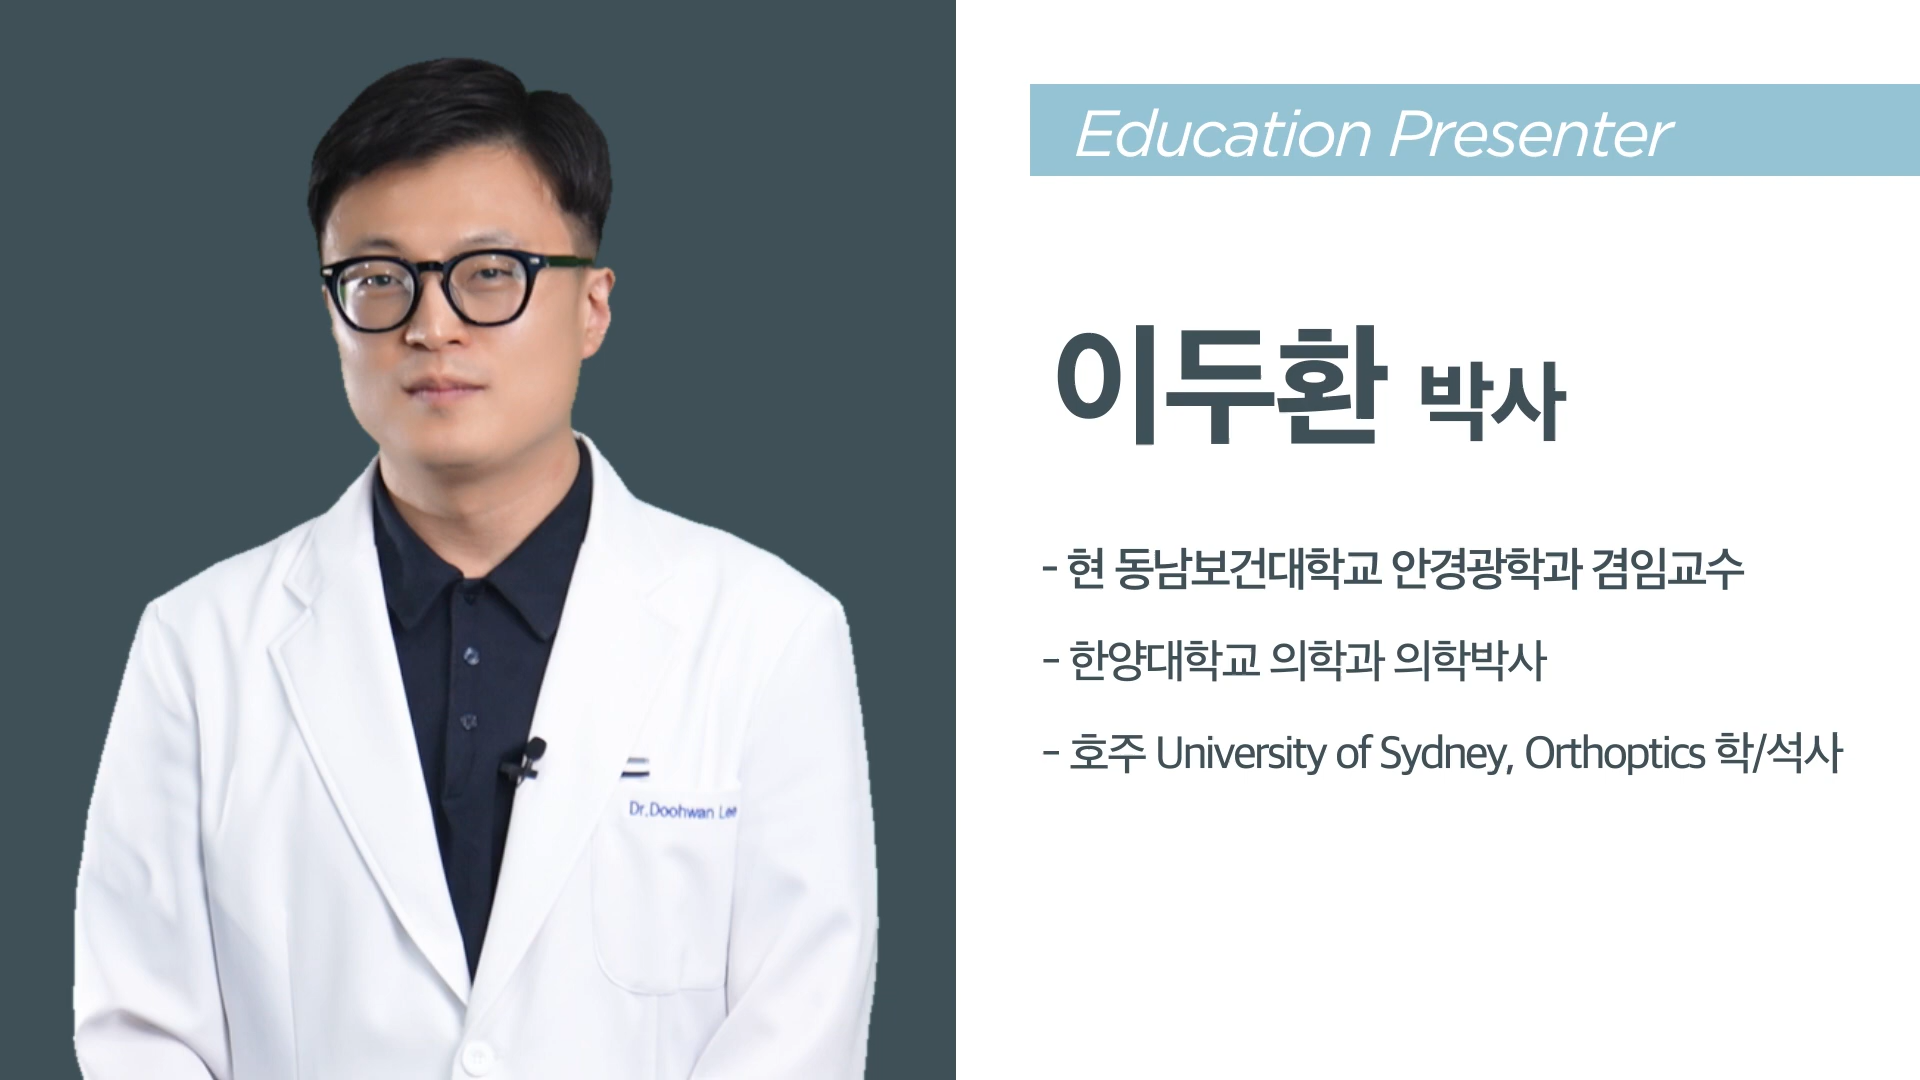 Education Presenter
이두환 박사
- 현 동남보건대학교 안경광학과 겸임교수
- 한양대학교 의학과 의학박사
- 호주 University of Sydney, Orthoptics 학/석사
Dr.Doohwan Lee